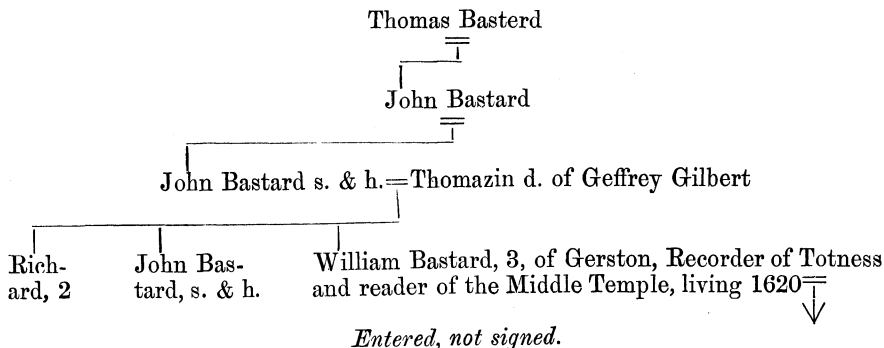 Thomas Basterd
John Bastard
John Bastard s. & h.=Thomazin d. of Geffrey Gilbert
Rich-
ard, 2
John Bas-
tard, s. & h.
William Bastard, 3, of Gerston, Recorder of Totness
and reader of the Middle Temple, living 1620=
Entered, not signed.